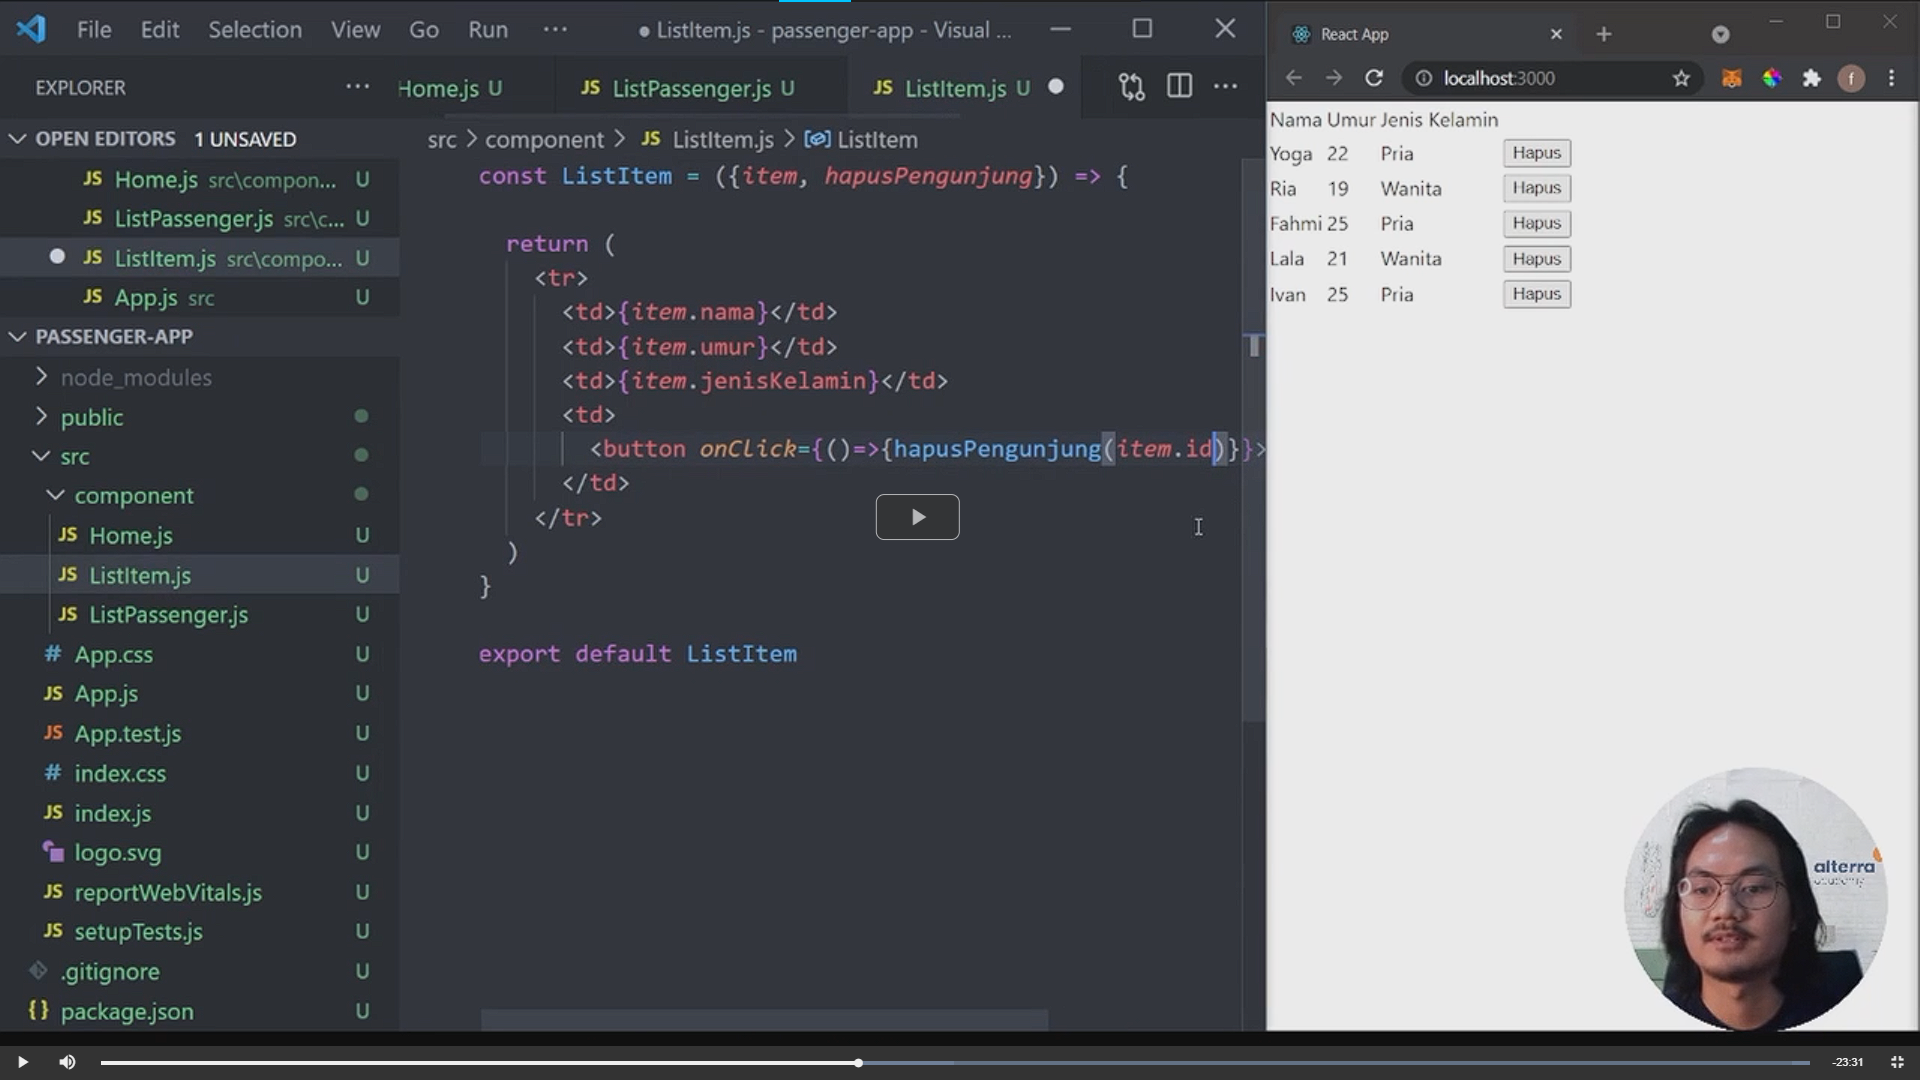 File Edit Selection View Go Run ··· ● ListItem.js - passenger-app - Visual ...
EXPLORER ···
Home.js U
JS ListPassenger.js U
JS ListItem.js U
OPEN EDITORS 1 UNSAVED
JS Home.js src\compon... U
JS ListPassenger.js src\c... U
JS ListItem.js src\compo... U
JS App.js src U
PASSENGER-APP
node_modules
public
src
component
JS Home.js U
JS ListItem.js U
JS ListPassenger.js U
# App.css U
JS App.js U
JS App.test.js U
# index.css U
JS index.js U
logo.svg U
JS reportWebVitals.js U
JS setupTests.js U
.gitignore U
{} package.json U
src > component > JS ListItem.js > ListItem
const ListItem = ({item, hapusPengunjung}) => {
return (
<tr>
<td>{item.nama}</td>
<td>{item.umur}</td>
<td>{item.jenisKelamin}</td>
<td>
<button onClick={()=>{hapusPengunjung(item.id)}}>
</td>
</tr>
)
}
export default ListItem
React App
localhost:3000
f
Nama Umur Jenis Kelamin
Yoga 22 Pria Hapus
Ria 19 Wanita Hapus
Fahmi 25 Pria Hapus
Lala 21 Wanita Hapus
Ivan 25 Pria Hapus
alterra
academy
-23:31